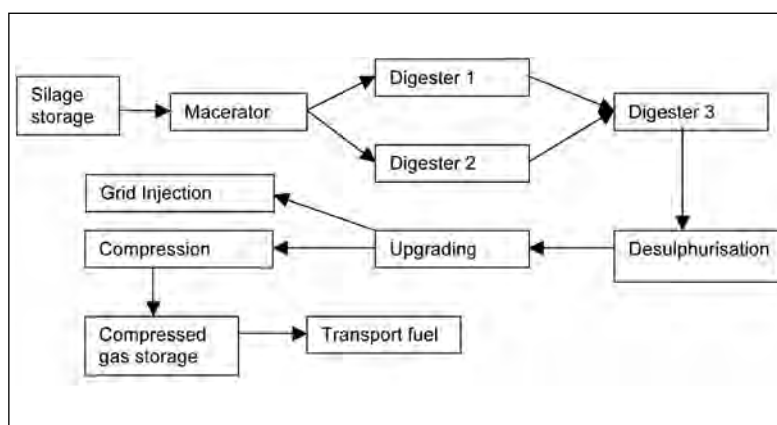 Silage
storage
Macerator
Digester 1
Digester 2
Digester 3
Grid Injection
Compression
Upgrading
Desulphurisation
Compressed
gas storage
Transport fuel